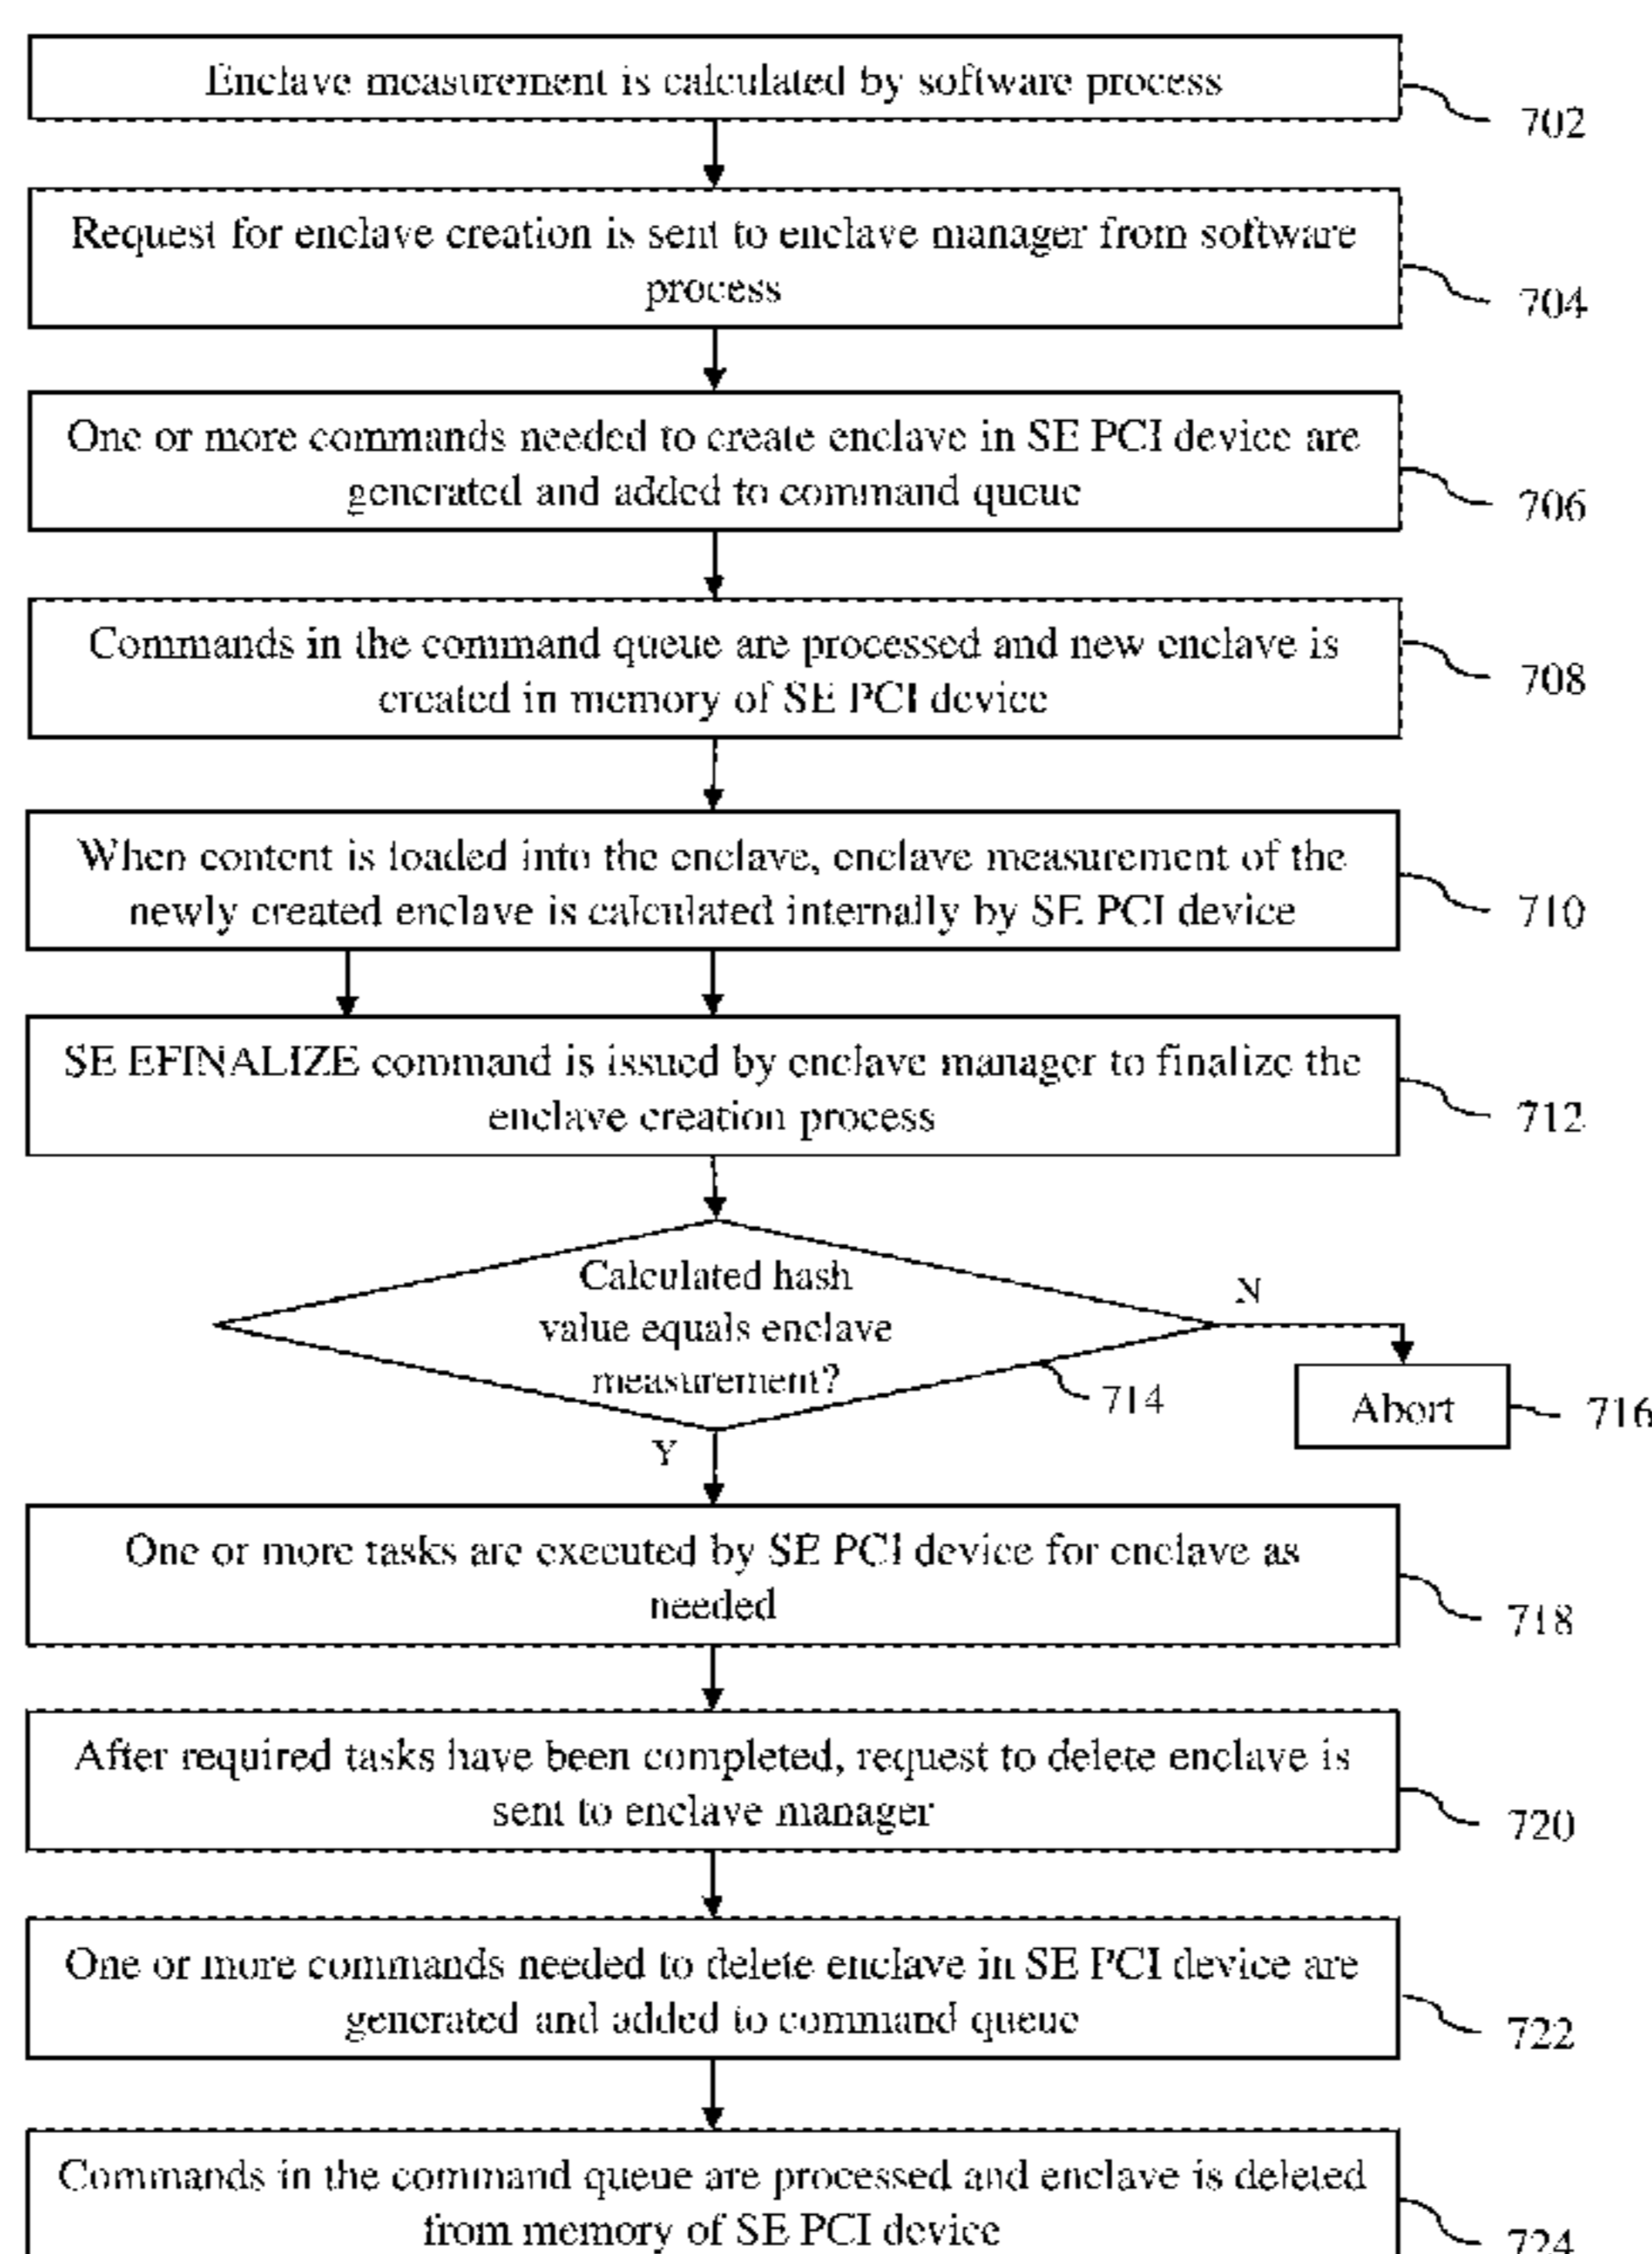 Enclave measurement is calculated by software process
702
Request for enclave creation is sent to enclave manager from software
process
704
One or more commands needed to create enclave in SE PCI device are
generated and added to command queue
706
Commands in the command queue are processed and new enclave is
created in memory of SE PCI device
708
When content is loaded into the enclave, enclave measurement of the
newly created enclave is calculated internally by SE PCI device
710
SE EFINALIZE command is issued by enclave manager to finalize the
enclave creation process
712
Calculated hash
value equals enclave
measurement?
714
N
Abort
716
Y
One or more tasks are executed by SE PCI device for enclave as
needed
718
After required tasks have been completed, request to delete enclave is
sent to enclave manager
720
One or more commands needed to delete enclave in SE PCI device are
generated and added to command queue
722
Commands in the command queue are processed and enclave is deleted
from memory of SE PCI device
724